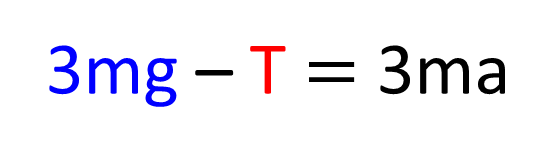 3mg – T = 3ma